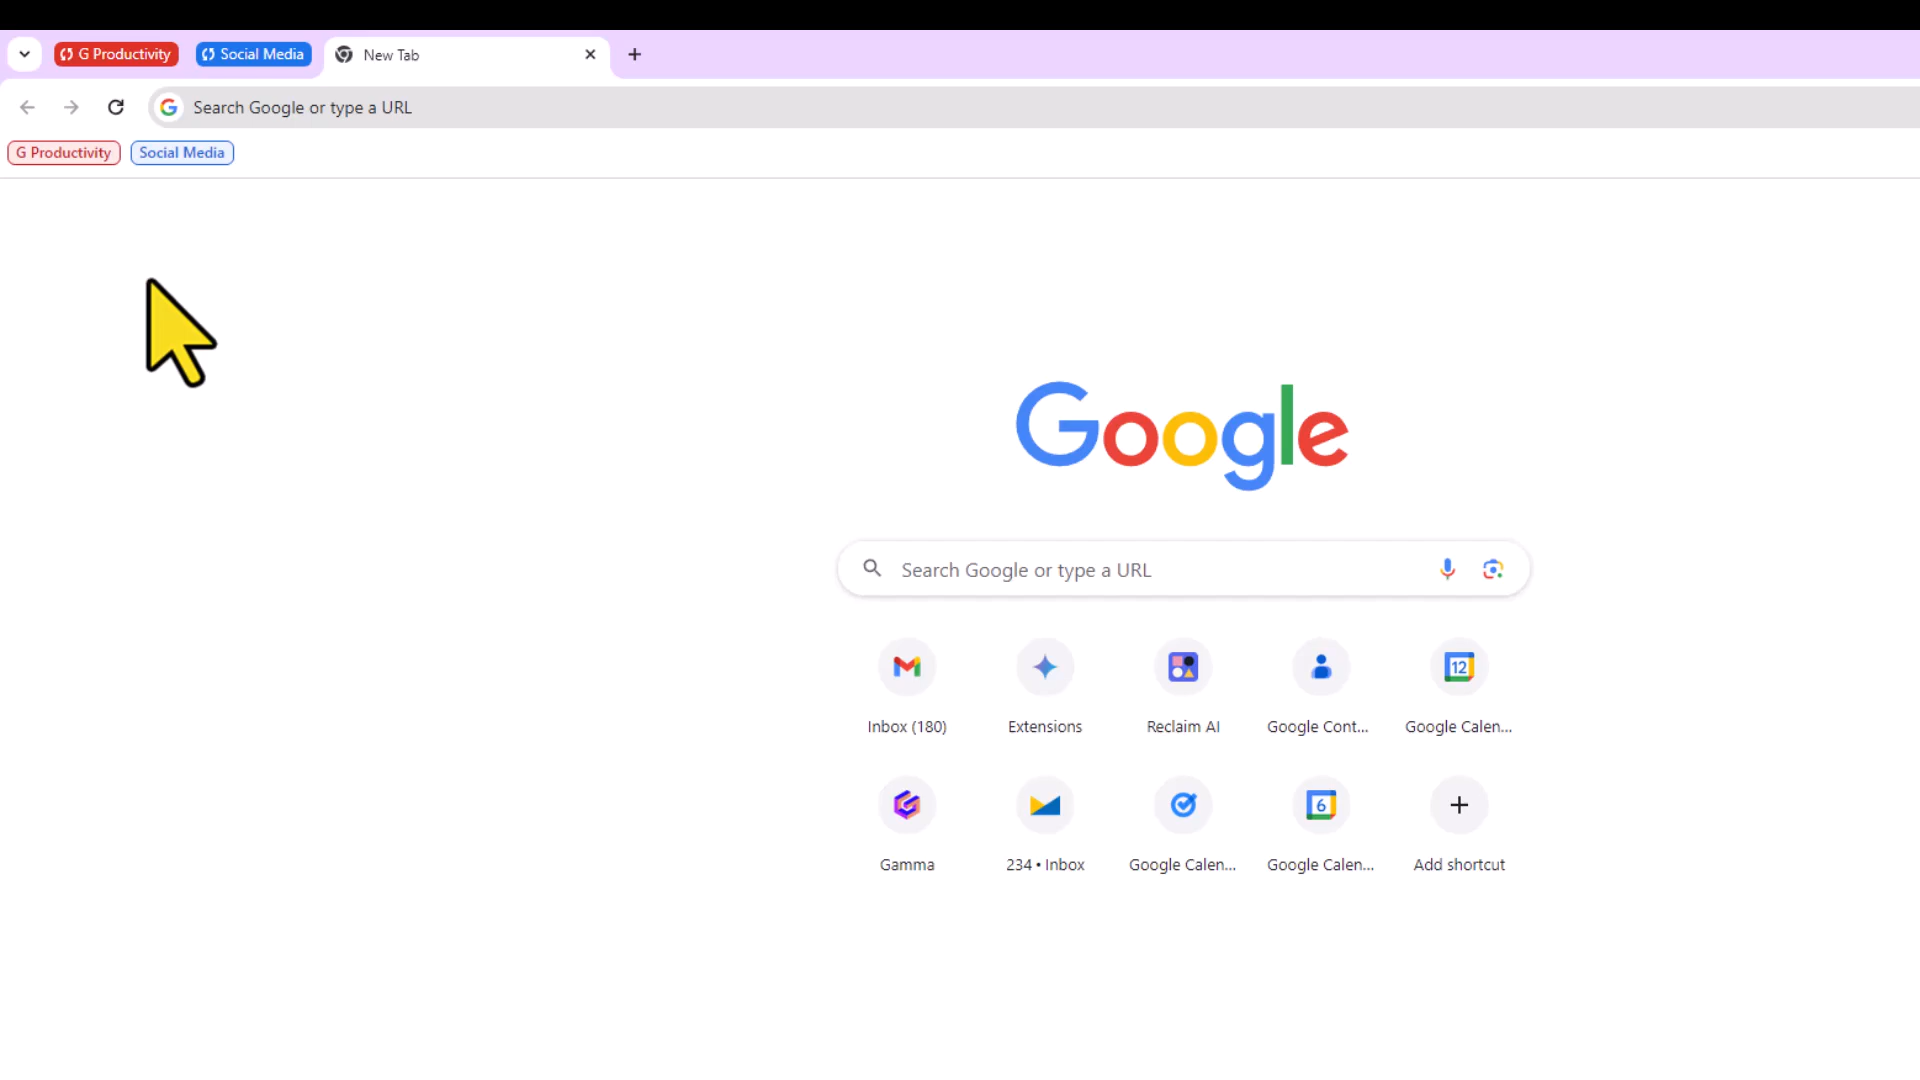 G Productivity Social Media New Tab
Search Google or type a URL
G Productivity Social Media
Google
Search Google or type a URL
Inbox (180) Extensions Reclaim AI Google Cont... 12 Google Calen...
Gamma 234 • Inbox Google Calen... 6 Google Calen... Add shortcut